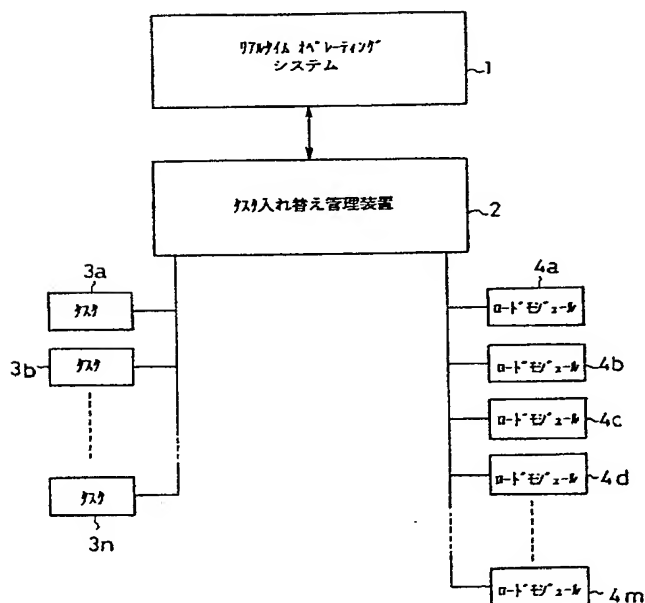 ﾘｱﾙﾀｲﾑ ｵﾍﾟﾚｰﾃｨﾝｸﾞ
システム
1
ﾀｽｸ入れ替え管理装置
2
3a
ﾀｽｸ
3b
ﾀｽｸ
ﾀｽｸ
3n
4a
ﾛｰﾄﾞﾓｼﾞｭｰﾙ
ﾛｰﾄﾞﾓｼﾞｭｰﾙ
4b
ﾛｰﾄﾞﾓｼﾞｭｰﾙ
4c
ﾛｰﾄﾞﾓｼﾞｭｰﾙ
4d
ﾛｰﾄﾞﾓｼﾞｭｰﾙ
4m